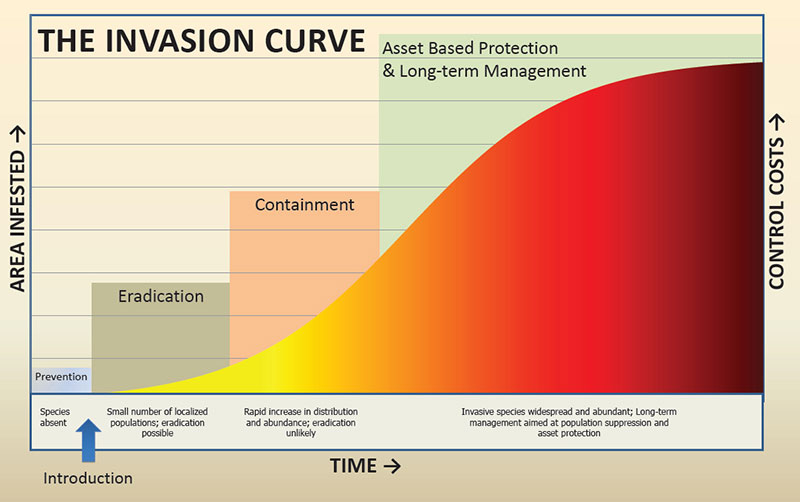 THE INVASION CURVE
Asset Based Protection
& Long-term Management
Containment
Eradication
Prevention
AREA INFESTED →
CONTROL COSTS →
Species
absent
Small number of localized
populations; eradication
possible
Rapid increase in distribution
and abundance; eradication
unlikely
Invasive species widespread and abundant; Long-term
management aimed at population suppression and
asset protection
Introduction
TIME →